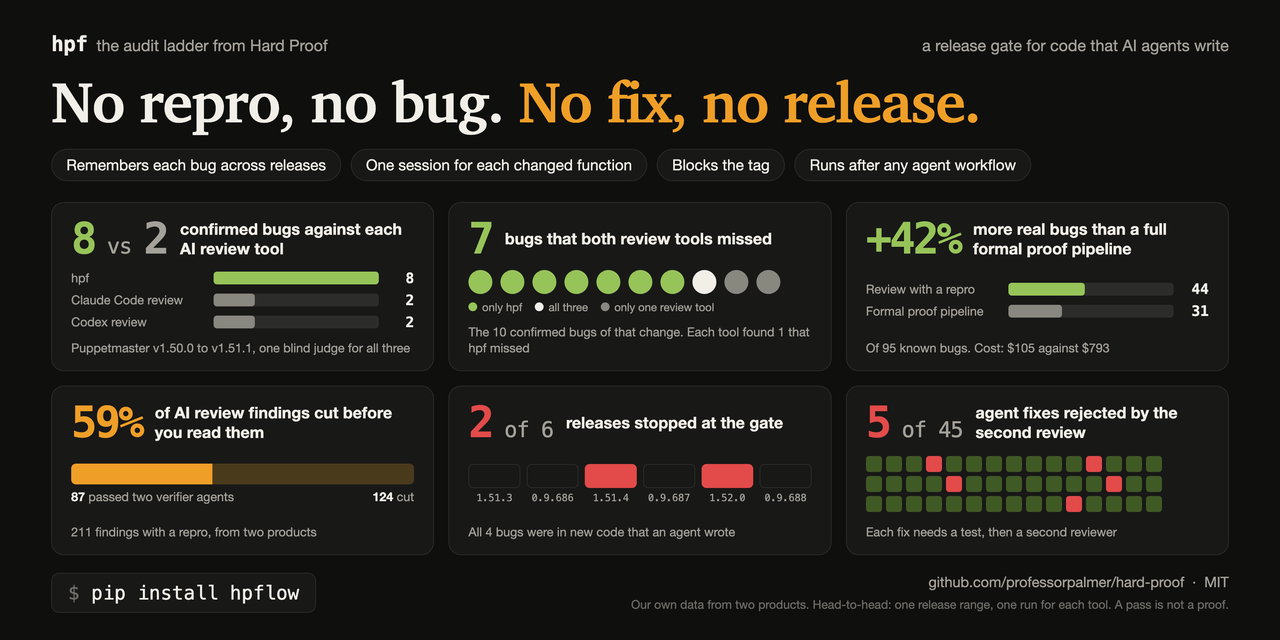 hpf the audit ladder from Hard Proof
a release gate for code that AI agents write
No repro, no bug. No fix, no release.
Remembers each bug across releases
One session for each changed function
Blocks the tag
Runs after any agent workflow
8 vs 2 confirmed bugs against each
AI review tool
hpf 8
Claude Code review 2
Codex review 2
Puppetmaster v1.50.0 to v1.51.1, one blind judge for all three
7 bugs that both review tools missed
only hpf all three only one review tool
The 10 confirmed bugs of that change. Each tool found 1 that
hpf missed
+42% more real bugs than a full
formal proof pipeline
Review with a repro 44
Formal proof pipeline 31
Of 95 known bugs. Cost: $105 against $793
59% of AI review findings cut before
you read them
87 passed two verifier agents 124 cut
211 findings with a repro, from two products
2 of 6 releases stopped at the gate
1.51.3 0.9.686 1.51.4 0.9.687 1.52.0 0.9.688
All 4 bugs were in new code that an agent wrote
5 of 45 agent fixes rejected by the
second review
Each fix needs a test, then a second reviewer
$ pip install hpflow
github.com/professorpalmer/hard-proof · MIT
Our own data from two products. Head-to-head: one release range, one run for each tool. A pass is not a proof.